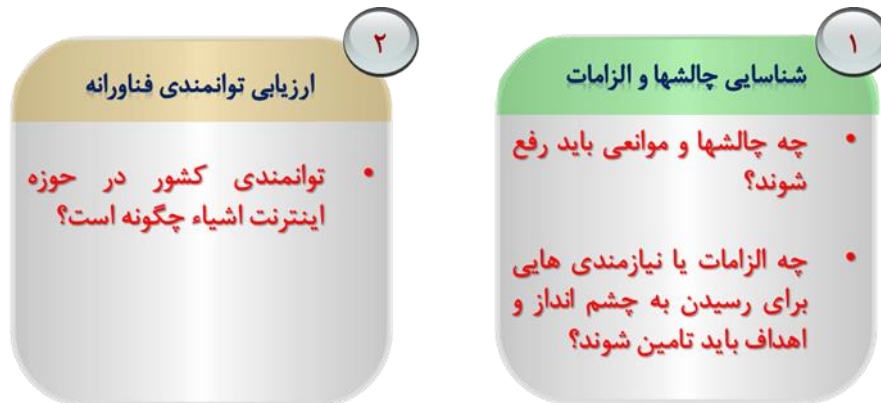 ۱
شناسایی چالشها و الزامات
• چه چالشها و موانعی باید رفع
شوند؟
• چه الزامات یا نیازمندی هایی
برای رسیدن به چشم انداز و
اهداف باید تامین شوند؟
۲
ارزیابی توانمندی فناورانه
• توانمندی کشور در حوزه
اینترنت اشیاء چگونه است؟